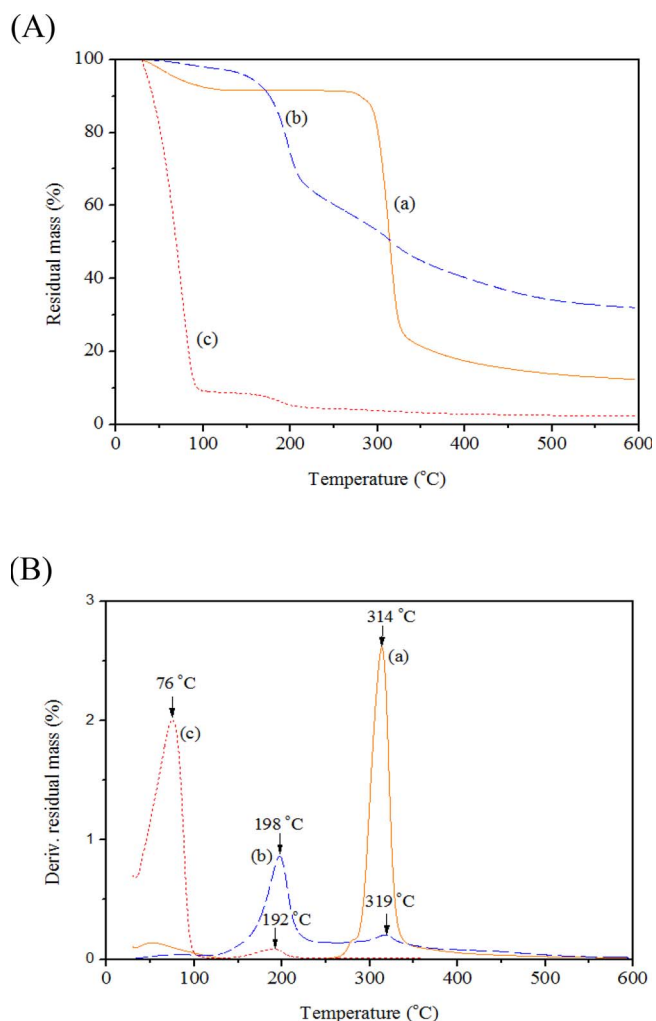 (A)
100
80
60
40
20
0
Residual mass (%)
(b)
(a)
(c)
0 100 200 300 400 500 600
Temperature (°C)
(B)
3
2
1
0
Deriv. residual mass (%)
314 °C
(a)
76 °C
(c)
198 °C
(b)
192 °C
319 °C
0 100 200 300 400 500 600
Temperature (°C)